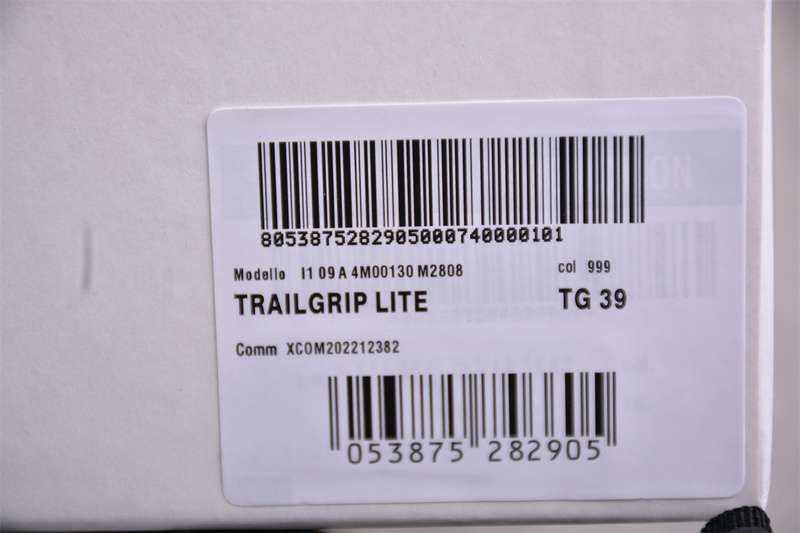 8053875282905000740000101
Modello I1 09 A 4M00130 M2808 col 999
TRAILGRIP LITE TG 39
Comm XCOM202212382
053875 282905